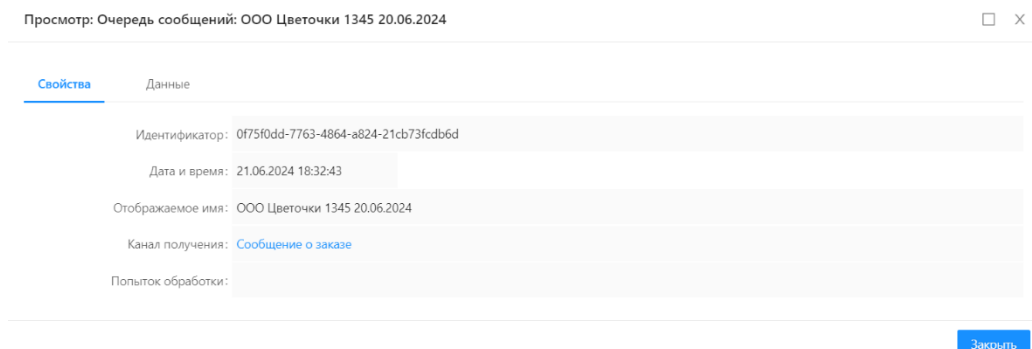 Просмотр: Очередь сообщений: ООО Цветочки 1345 20.06.2024
Свойства Данные
Идентификатор: 0f75f0dd-7763-4864-a824-21cb73fcdb6d
Дата и время: 21.06.2024 18:32:43
Отображаемое имя: ООО Цветочки 1345 20.06.2024
Канал получения: Сообщение о заказе
Попыток обработки:
Закрыть